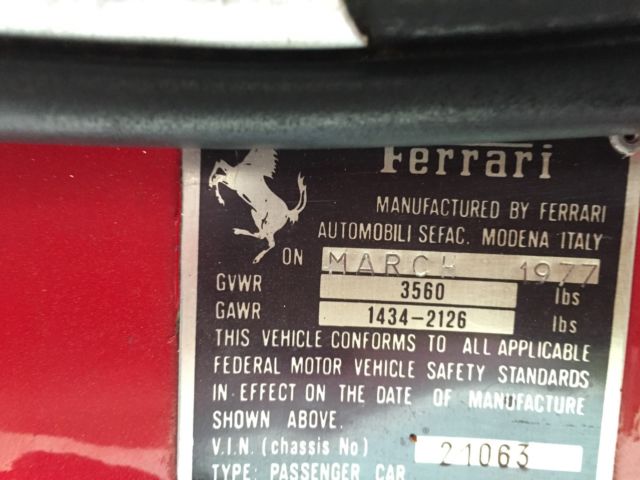 Ferrari
MANUFACTURED BY FERRARI
AUTOMOBILI SEFAC. MODENA ITALY
ON MARCH 1977
GVWR 3560 lbs
GAWR 1434-2126 lbs
THIS VEHICLE CONFORMS TO ALL APPLICABLE
FEDERAL MOTOR VEHICLE SAFETY STANDARDS
IN EFFECT ON THE DATE OF MANUFACTURE
SHOWN ABOVE.
V.I.N. (chassis No) 21063
TYPE: PASSENGER CAR